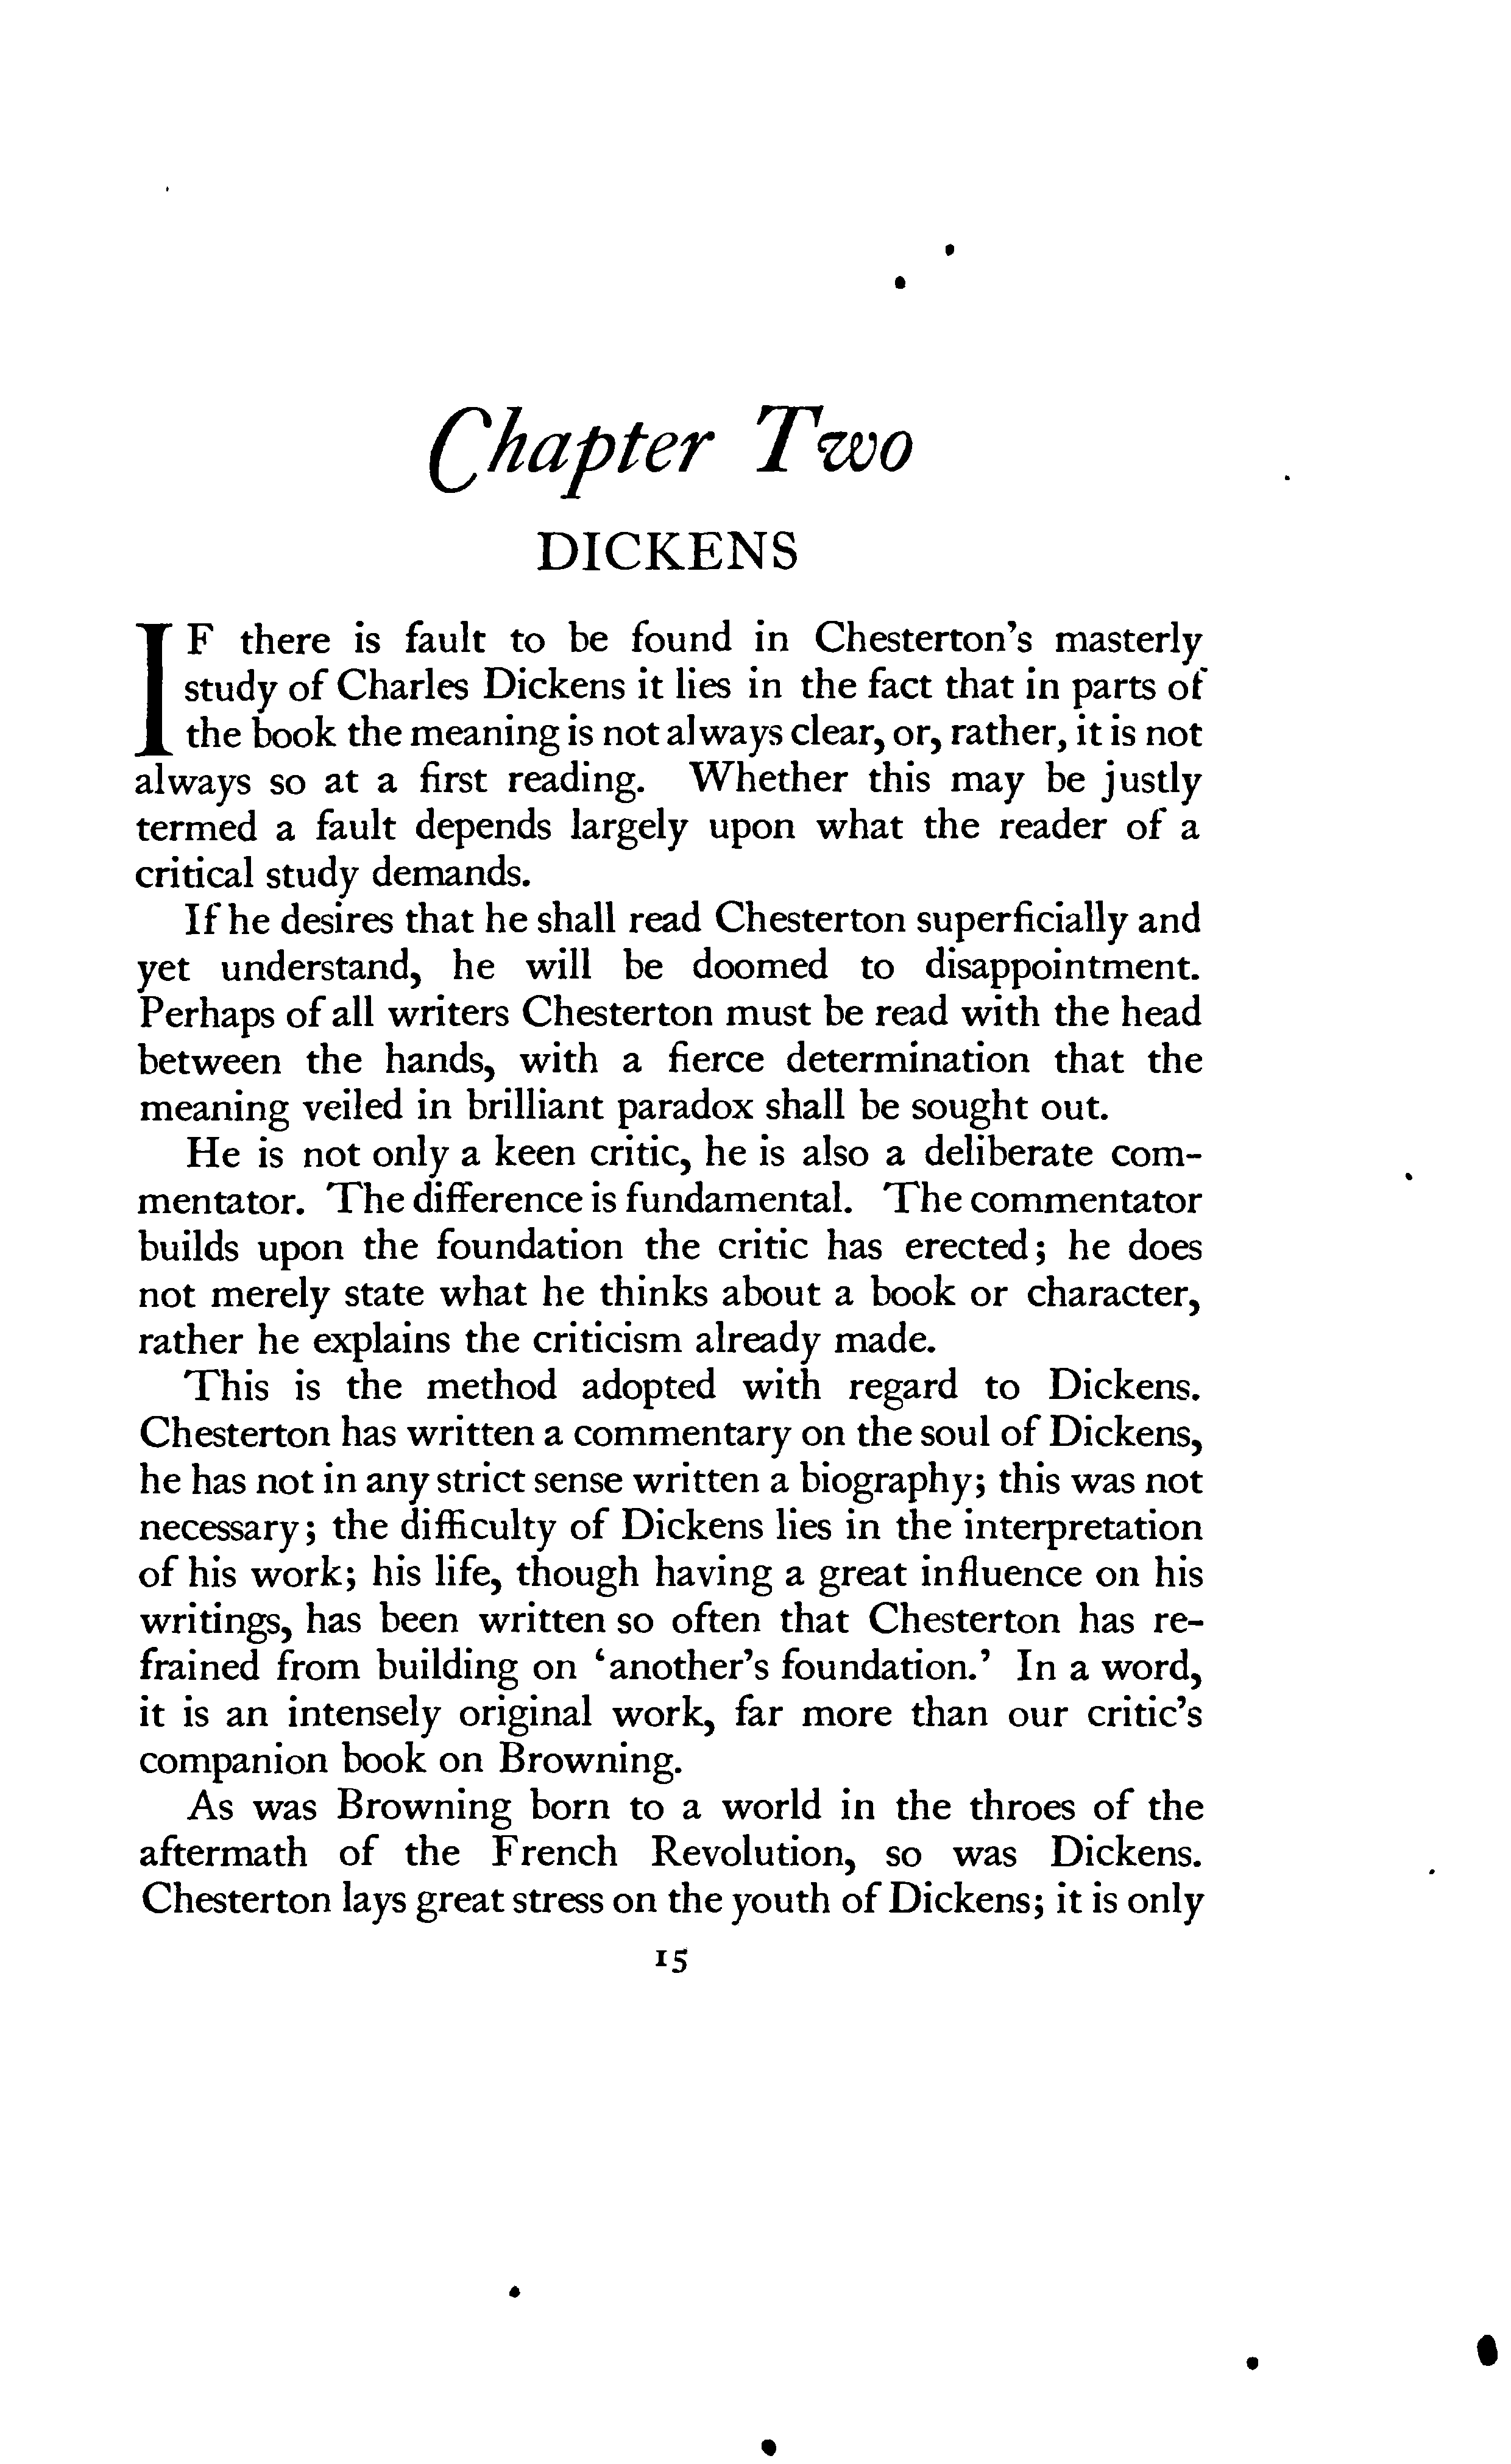 Chapter Two
DICKENS
IF there is fault to be found in Chesterton's masterly
study of Charles Dickens it lies in the fact that in parts of
the book the meaning is not always clear, or, rather, it is not
always so at a first reading. Whether this may be justly
termed a fault depends largely upon what the reader of a
critical study demands.
If he desires that he shall read Chesterton superficially and
yet understand, he will be doomed to disappointment.
Perhaps of all writers Chesterton must be read with the head
between the hands, with a fierce determination that the
meaning veiled in brilliant paradox shall be sought out.
He is not only a keen critic, he is also a deliberate com-
mentator. The difference is fundamental. The commentator
builds upon the foundation the critic has erected; he does
not merely state what he thinks about a book or character,
rather he explains the criticism already made.
This is the method adopted with regard to Dickens.
Chesterton has written a commentary on the soul of Dickens,
he has not in any strict sense written a biography; this was not
necessary; the difficulty of Dickens lies in the interpretation
of his work; his life, though having a great influence on his
writings, has been written so often that Chesterton has re-
frained from building on 'another's foundation.' In a word,
it is an intensely original work, far more than our critic's
companion book on Browning.
As was Browning born to a world in the throes of the
aftermath of the French Revolution, so was Dickens.
Chesterton lays great stress on the youth of Dickens; it is only
15